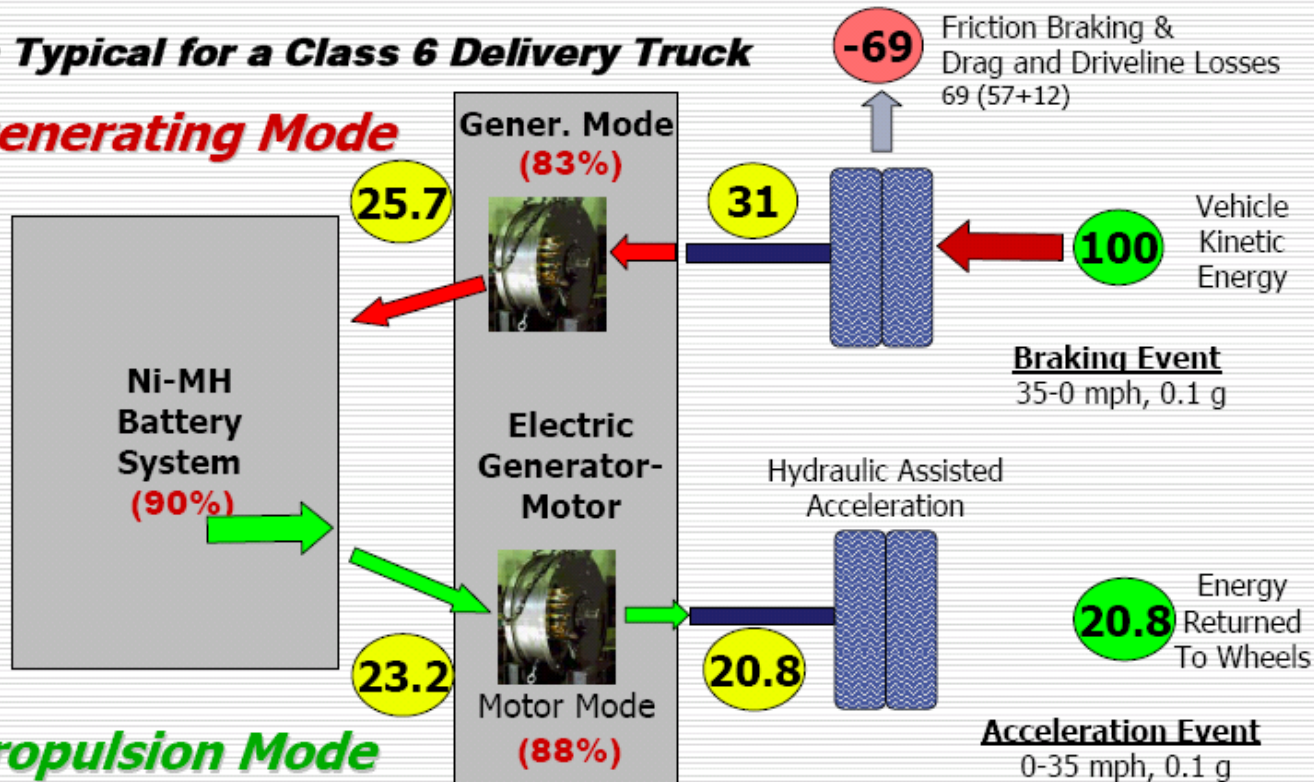 Typical for a Class 6 Delivery Truck
-69
Friction Braking &
Drag and Driveline Losses
69 (57+12)
enerating Mode
Gener. Mode
(83%)
25.7
31
100
Vehicle
Kinetic
Energy
Braking Event
35-0 mph, 0.1 g
Ni-MH
Battery
System
(90%)
Electric
Generator-
Motor
Hydraulic Assisted
Acceleration
23.2
20.8
20.8
Energy
Returned
To Wheels
Motor Mode
(88%)
ropulsion Mode
Acceleration Event
0-35 mph, 0.1 g